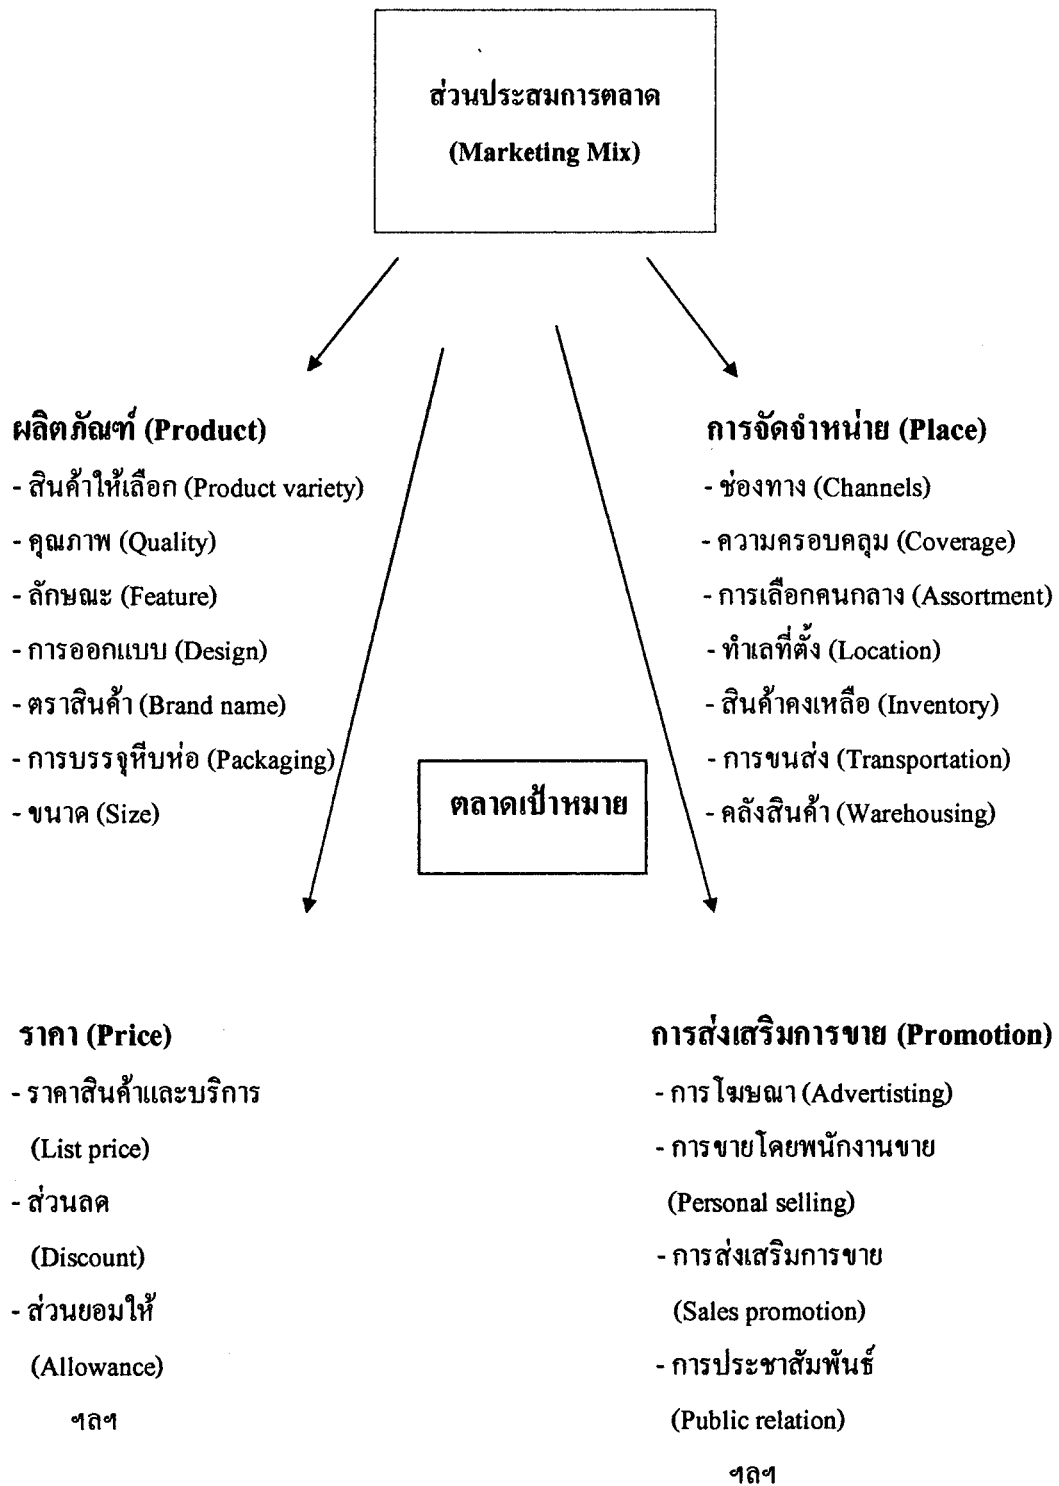 ส่วนประสมการตลาด
(Marketing Mix)
ผลิตภัณฑ์ (Product)
- สินค้าให้เลือก (Product variety)
- คุณภาพ (Quality)
- ลักษณะ (Feature)
- การออกแบบ (Design)
- ตราสินค้า (Brand name)
- การบรรจุหีบห่อ (Packaging)
- ขนาด (Size)
การจัดจำหน่าย (Place)
- ช่องทาง (Channels)
- ความครอบคลุม (Coverage)
- การเลือกคนกลาง (Assortment)
- ทำเลที่ตั้ง (Location)
- สินค้าคงเหลือ (Inventory)
- การขนส่ง (Transportation)
- คลังสินค้า (Warehousing)
ตลาดเป้าหมาย
ราคา (Price)
- ราคาสินค้าและบริการ
(List price)
- ส่วนลด
(Discount)
- ส่วนยอมให้
(Allowance)
ฯลฯ
การส่งเสริมการขาย (Promotion)
- การโฆษณา (Advertisting)
- การขายโดยพนักงานขาย
(Personal selling)
- การส่งเสริมการขาย
(Sales promotion)
- การประชาสัมพันธ์
(Public relation)
ฯลฯ